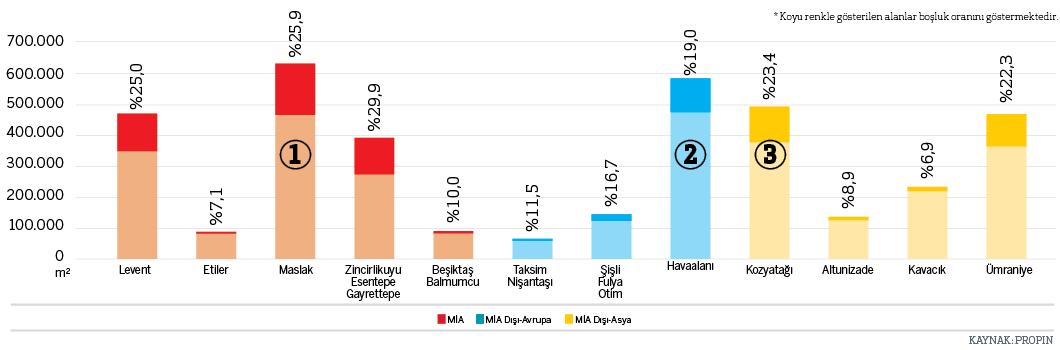 * Koyu renkle gösterilen alanlar boşluk oranını göstermektedir.
700.000
600.000
500.000
400.000
300.000
200.000
100.000
0
m²
%25,0
%7,1
%25,9
%29,9
%10,0
%11,5
%16,7
%19,0
%23,4
%8,9
%6,9
%22,3
1
2
3
Levent
Etiler
Maslak
Zincirlikuyu
Esentepe
Gayrettepe
Beşiktaş
Balmumcu
Taksim
Nişantaşı
Şişli
Fulya
Otim
Havaalanı
Kozyatağı
Altunizade
Kavacık
Ümraniye
MİA
MİA Dışı-Avrupa
MİA Dışı-Asya
KAYNAK: PROPIN